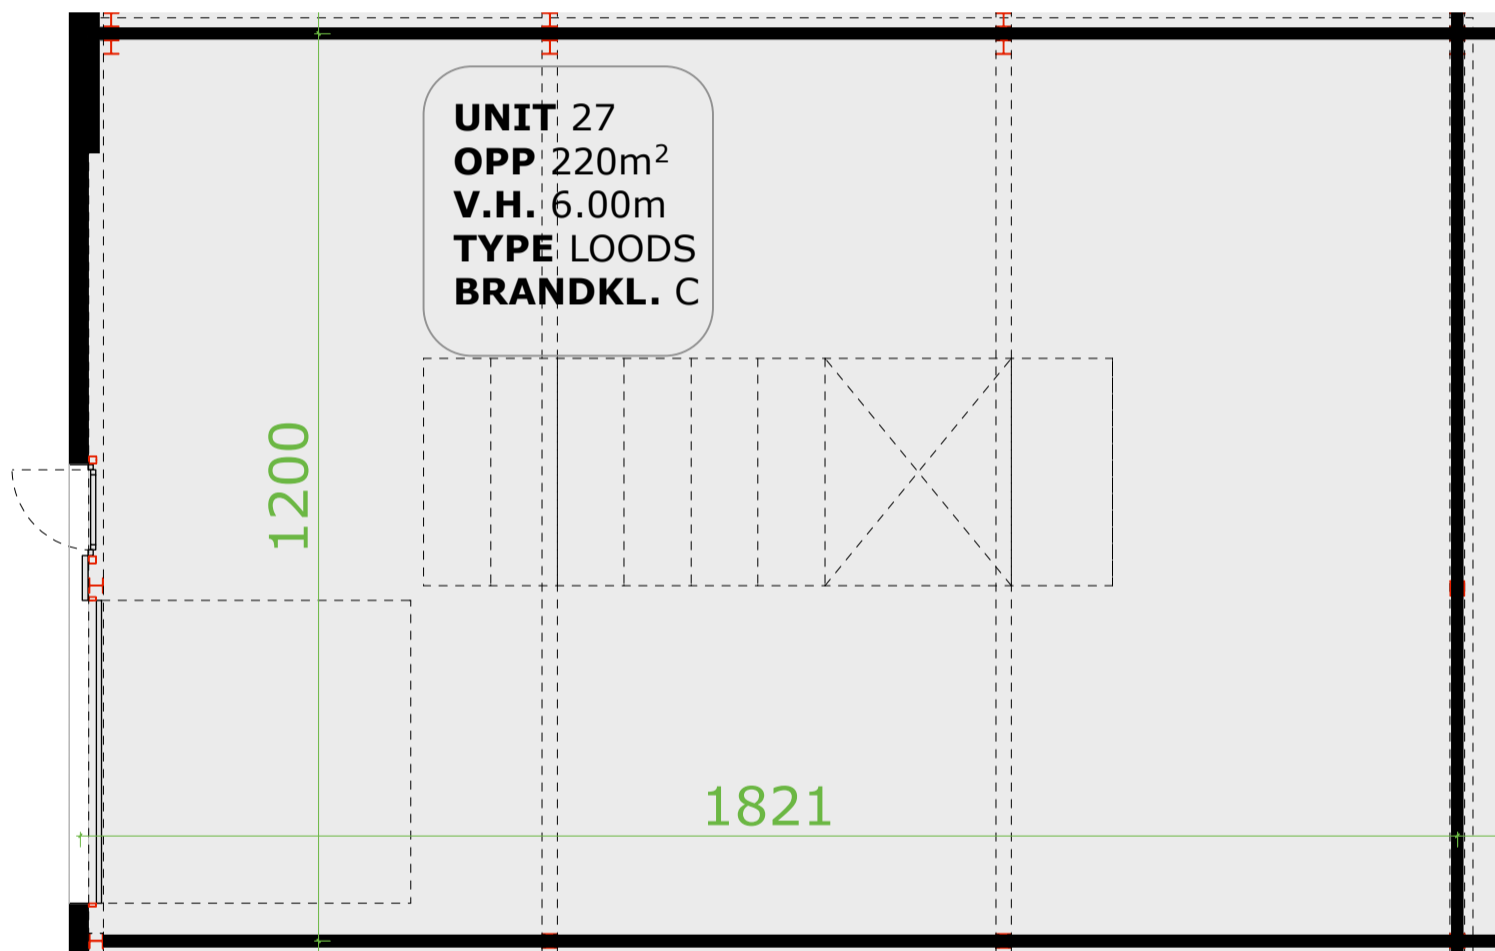 UNIT 27
OPP 220m²
V.H. 6.00m
TYPE LOODS
BRANDKL. C
1200
1821